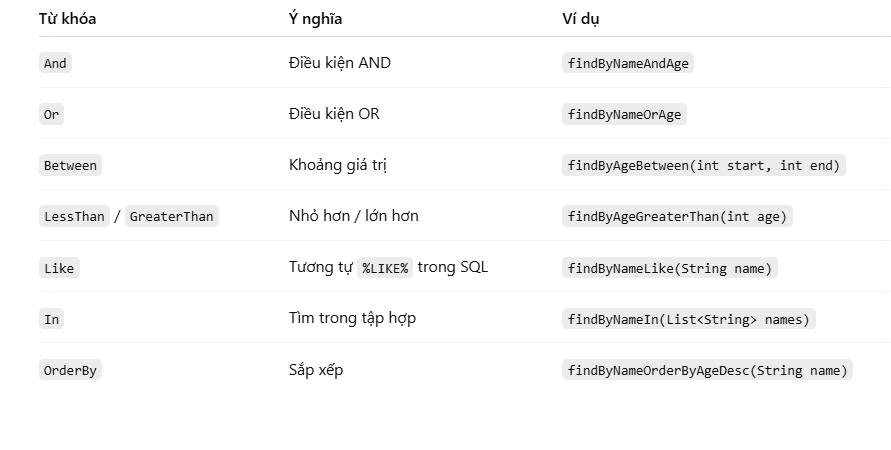 Từ khóa Ý nghĩa Ví dụ
And Điều kiện AND findByNameAndAge
Or Điều kiện OR findByNameOrAge
Between Khoảng giá trị findByAgeBetween(int start, int end)
LessThan / GreaterThan Nhỏ hơn / lớn hơn findByAgeGreaterThan(int age)
Like Tương tự %LIKE% trong SQL findByNameLike(String name)
In Tìm trong tập hợp findByNameIn(List<String> names)
OrderBy Sắp xếp findByNameOrderByAgeDesc(String name)